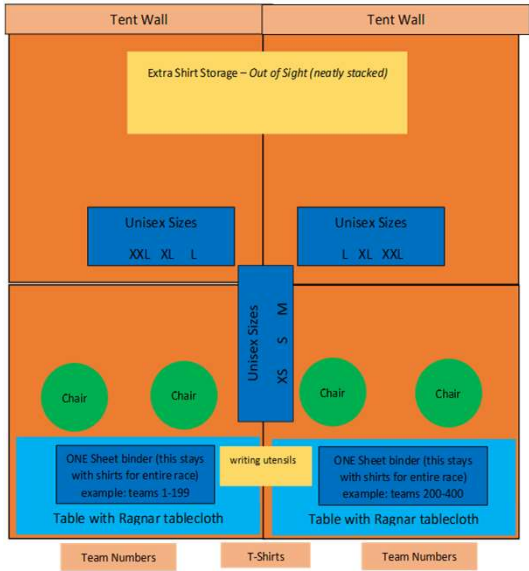 Tent Wall
Tent Wall
Extra Shirt Storage – Out of Sight (neatly stacked)
Unisex Sizes
XXL XL L
Unisex Sizes
L XL XXL
Unisex Sizes
XS S M
Chair
Chair
Chair
Chair
ONE Sheet binder (this stays
with shirts for entire race)
example: teams 1-199
writing utensils
ONE Sheet binder (this stays
with shirts for entire race)
example: teams 200-400
Table with Ragnar tablecloth
Table with Ragnar tablecloth
Team Numbers
T-Shirts
Team Numbers